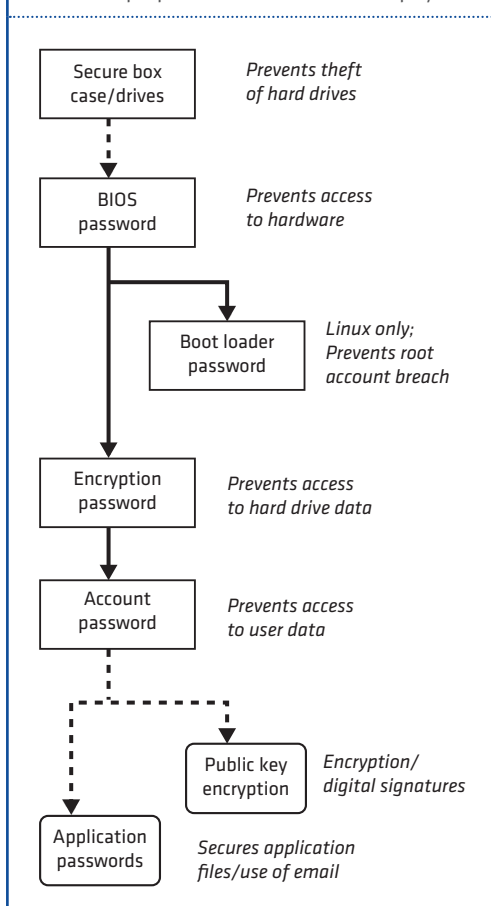 Secure box
case/drives
Prevents theft
of hard drives
BIOS
password
Prevents access
to hardware
Boot loader
password
Linux only;
Prevents root
account breach
Encryption
password
Prevents access
to hard drive data
Account
password
Prevents access
to user data
Public key
encryption
Encryption/
digital signatures
Application
passwords
Secures application
files/use of email